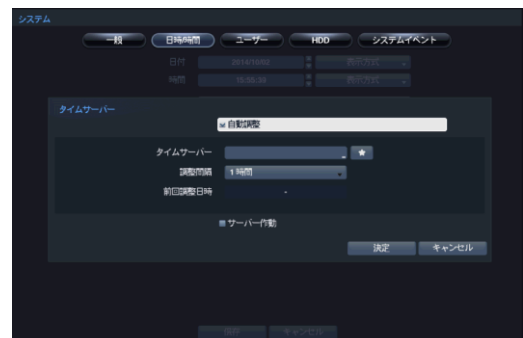 システム
一般 日時/時間 ユーザー HDD システムイベント
日付 2014/10/02 表示方式
時間 15:55:39 表示方式
タイムサーバー
自動調整
タイムサーバー
調整間隔 1 時間
前回調整日時 -
サーバー作動
決定 キャンセル
保存 キャンセル